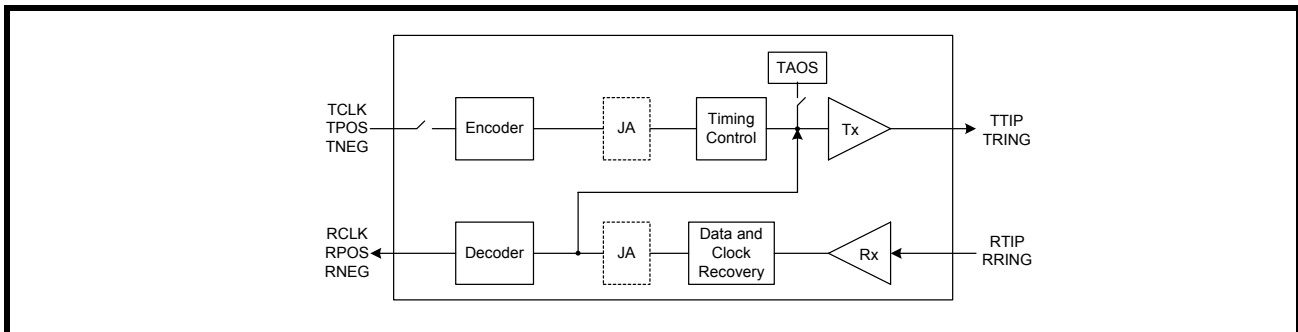 TAOS
TCLK
TPOS
TNEG
Encoder
JA
Timing
Control
Tx
TTIP
TRING
RCLK
RPOS
RNEG
Decoder
JA
Data and
Clock
Recovery
Rx
RTIP
RRING